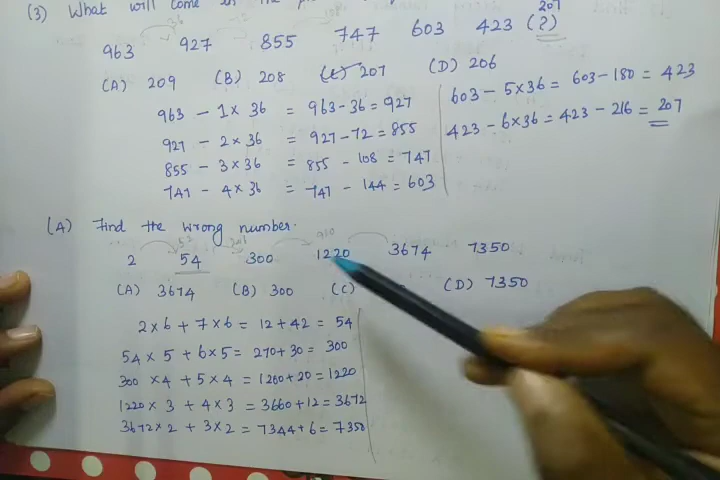 (3) What will come in the
207
36
963 927 855 747 603 423 (?)
(A) 209 (B) 208 (C) 207 (D) 206
963 - 1 × 36 = 963 - 36 = 927
927 - 2 × 36 = 927 - 72 = 855
855 - 3 × 36 = 855 - 108 = 747
747 - 4 × 36 = 747 - 144 = 603
603 - 5 × 36 = 603 - 180 = 423
423 - 6 × 36 = 423 - 216 = 207
(A) Find the wrong number.
2 54 300 1220 3674 7350
(A) 3674 (B) 300 (C) (D) 7350
2 × 6 + 7 × 6 = 12 + 42 = 54
54 × 5 + 6 × 5 = 270 + 30 = 300
300 × 4 + 5 × 4 = 1200 + 20 = 1220
1220 × 3 + 4 × 3 = 3660 + 12 = 3672
3672 × 2 + 3 × 2 = 7344 + 6 = 7350